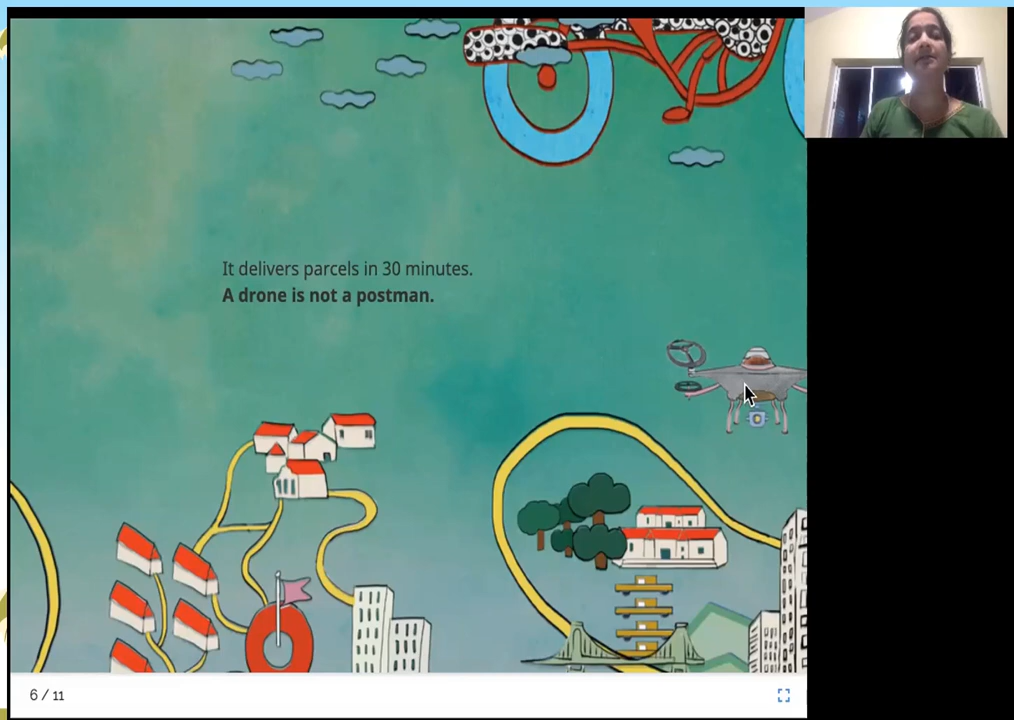 It delivers parcels in 30 minutes.
A drone is not a postman.
6 / 11